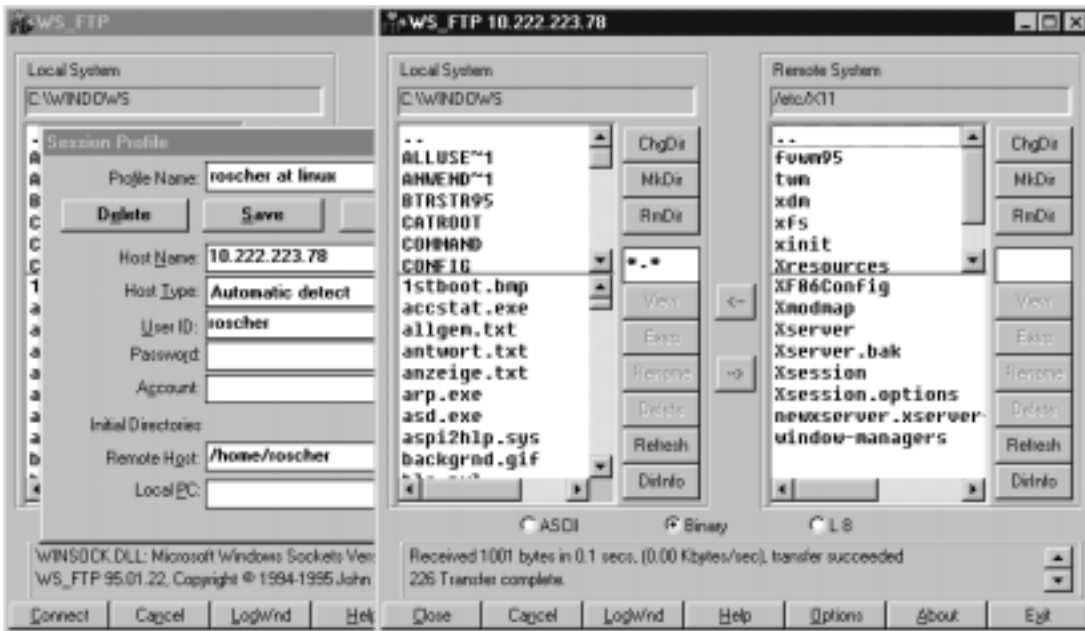 WS_FTP
Local System
C:\WINDOWS
Session Profile
Profile Name: roscher at linux
Delete Save
Host Name: 10.222.223.78
Host Type: Automatic detect
User ID: roscher
Password:
Account:
Initial Directories
Remote Host: /home/roscher
Local PC:
WINSOCK.DLL: Microsoft Windows Sockets Vers
WS_FTP 95.01.22, Copyright © 1994-1995 John
Connect Cancel LogWnd Help
WS_FTP 10.222.223.78
Local System
C:\WINDOWS
..
ALLUSE~1
ANWEND~1
BTRSTR95
CATROOT
COMMAND
CONFIG
1stboot.bmp
accstat.exe
allgem.txt
antwort.txt
anzeige.txt
arp.exe
asd.exe
aspi2hlp.sys
backgrnd.gif
ChgDir
MkDir
RmDir
*.*
View
Exec
Rename
Delete
Refresh
DirInfo
<-
->
Remote System
/etc/X11
..
fvwm95
twm
xdm
xfs
xinit
Xresources
XF86Config
Xmodmap
Xserver
Xserver.bak
Xsession
Xsession.options
newxserver.xserver-
window-managers
ChgDir
MkDir
RmDir
View
Exec
Rename
Delete
Refresh
DirInfo
ASCII Binary L8
Received 1001 bytes in 0.1 secs, (0.00 Kbytes/sec), transfer succeeded
226 Transfer complete.
Close Cancel LogWnd Help Options About Exit